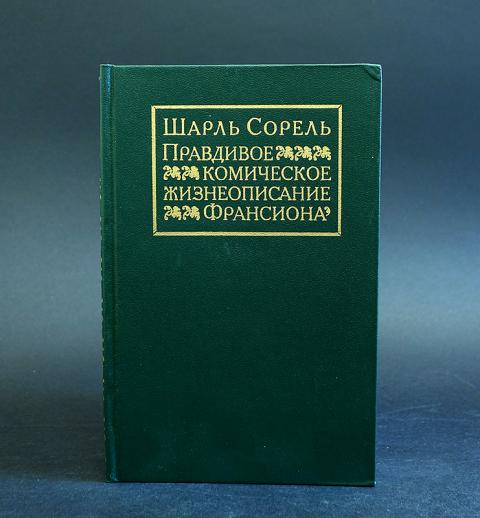 Шарль Сорель
Правдивое
комическое
жизнеописание
Франсиона